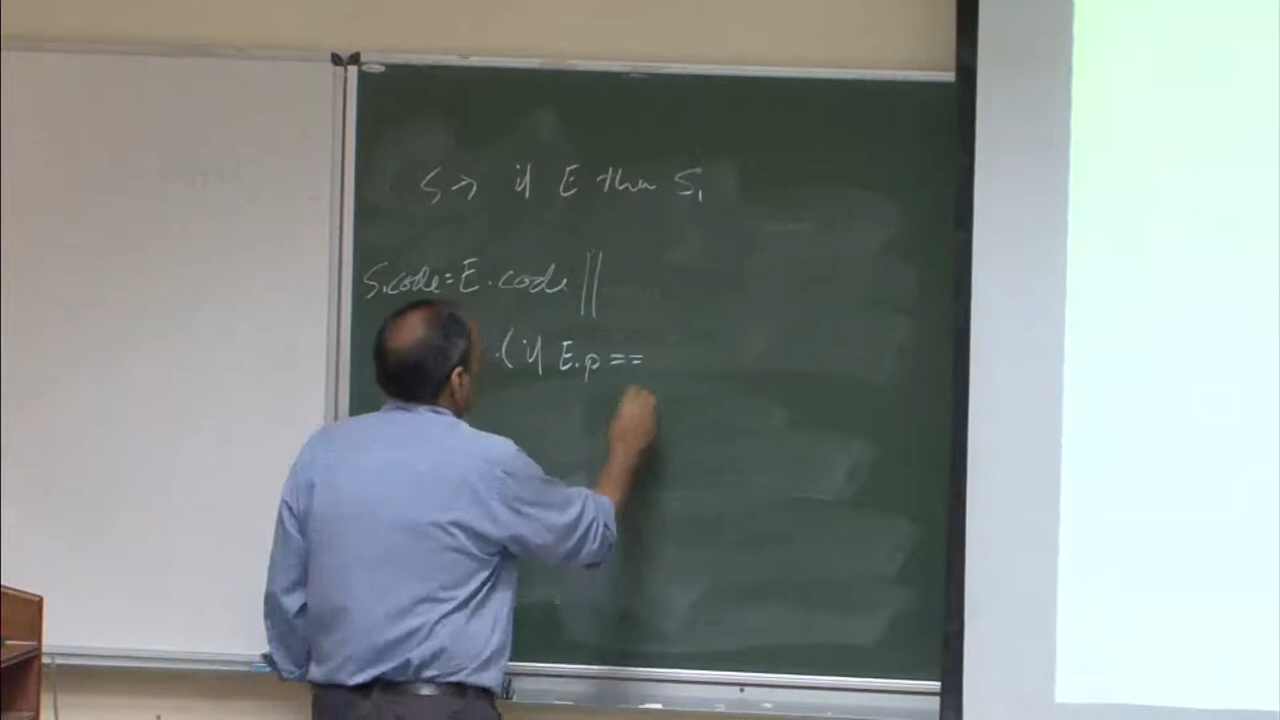 S → if E then S₁
S.code = E.code ||
(if E.p ==